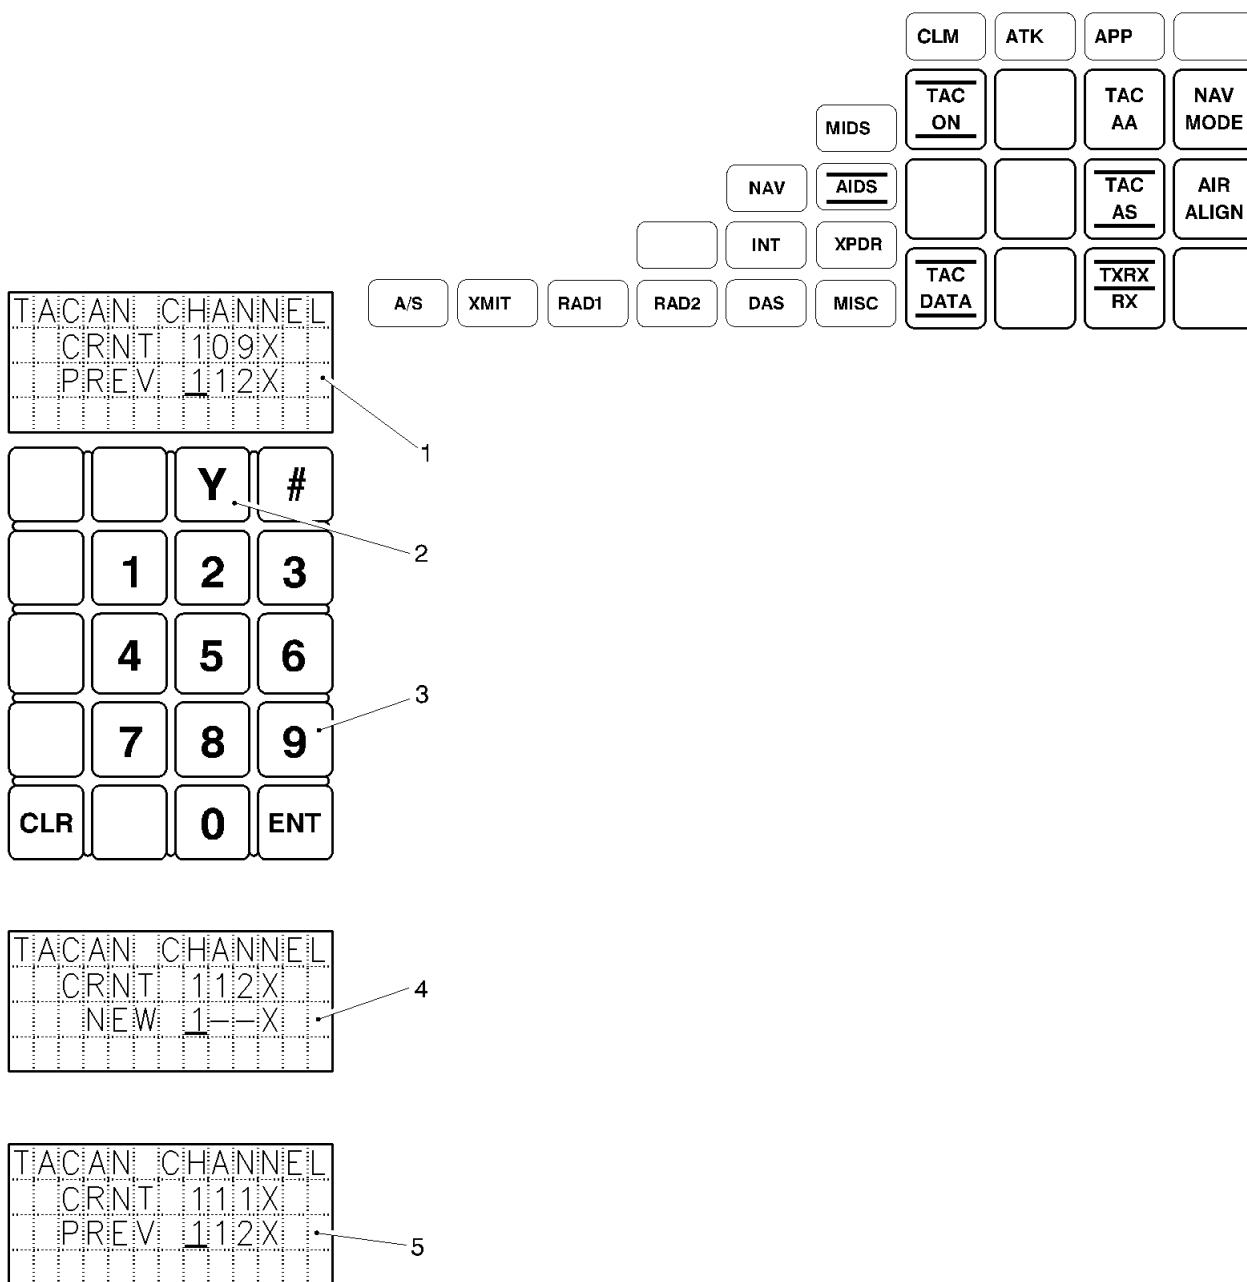 CLM ATK APP
TAC ON TAC AA NAV MODE
MIDS
NAV AIDS TAC AS AIR ALIGN
INT XPDR
A/S XMIT RAD1 RAD2 DAS MISC TAC DATA TXRX RX
TACAN CHANNEL
CRNT 109X
PREV 112X
1
Y #
2
1 2 3
4 5 6
3
7 8 9
CLR 0 ENT
TACAN CHANNEL
CRNT 112X
NEW 1--X
4
TACAN CHANNEL
CRNT 111X
PREV 112X
5